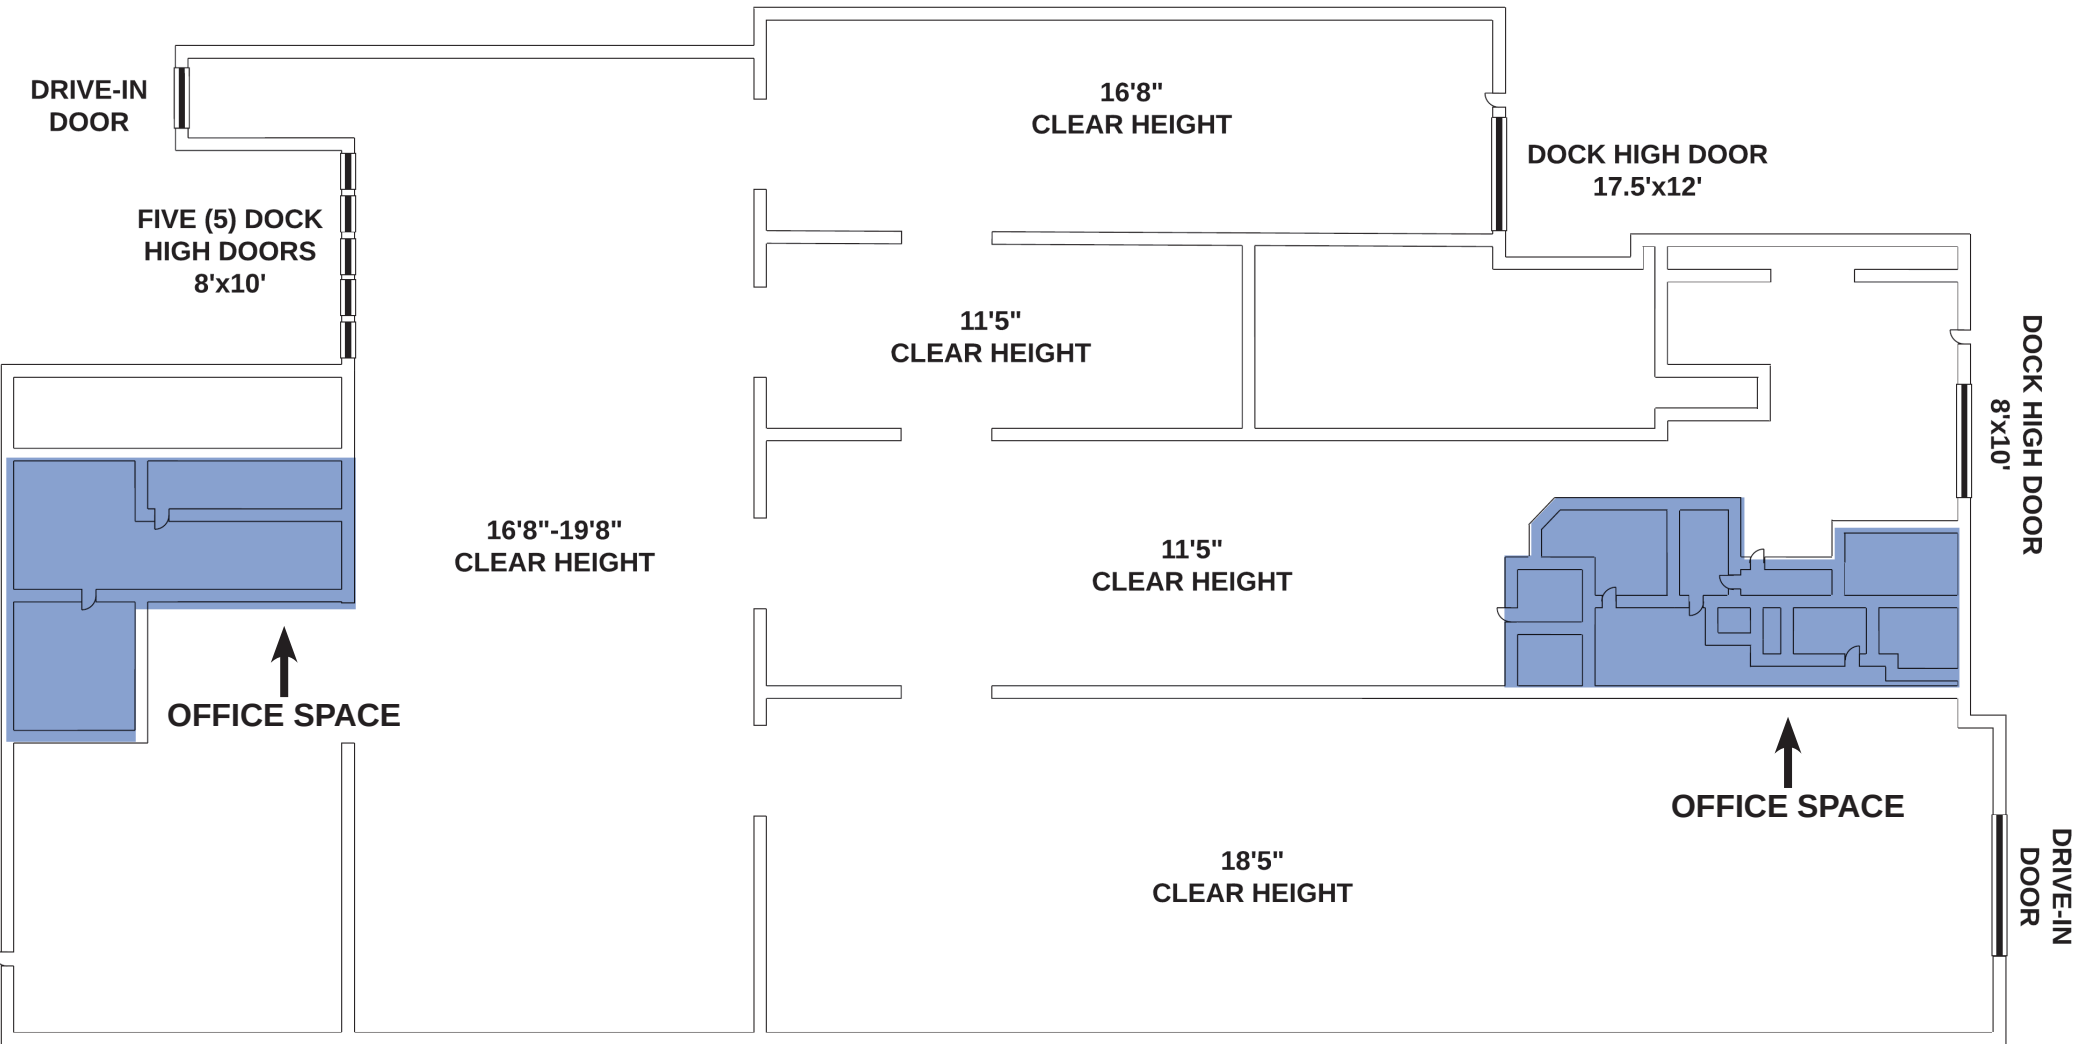 DRIVE-IN
DOOR
16'8"
CLEAR HEIGHT
DOCK HIGH DOOR
17.5'x12'
FIVE (5) DOCK
HIGH DOORS
8'x10'
11'5"
CLEAR HEIGHT
DOCK HIGH DOOR
8'x10'
16'8"-19'8"
CLEAR HEIGHT
11'5"
CLEAR HEIGHT
OFFICE SPACE
OFFICE SPACE
18'5"
CLEAR HEIGHT
DRIVE-IN
DOOR